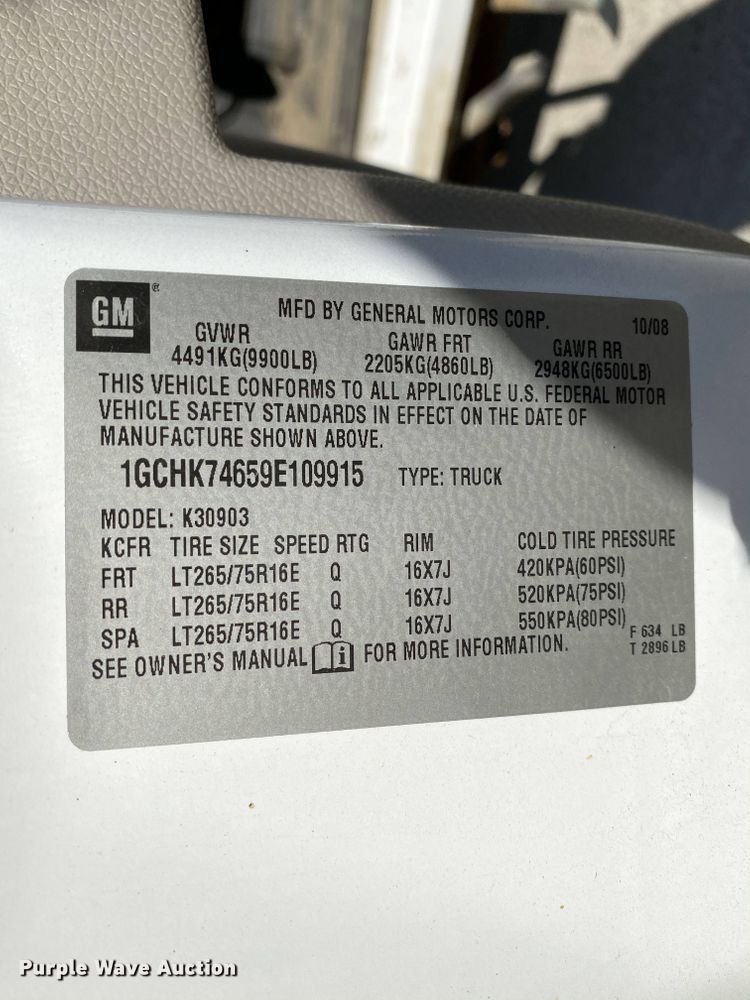 GM ®
MFD BY GENERAL MOTORS CORP. 10/08
GVWR GAWR FRT GAWR RR
4491KG(9900LB) 2205KG(4860LB) 2948KG(6500LB)
THIS VEHICLE CONFORMS TO ALL APPLICABLE U.S. FEDERAL MOTOR
VEHICLE SAFETY STANDARDS IN EFFECT ON THE DATE OF
MANUFACTURE SHOWN ABOVE.
1GCHK74659E109915 TYPE: TRUCK
MODEL: K30903
KCFR TIRE SIZE SPEED RTG RIM COLD TIRE PRESSURE
FRT LT265/75R16E Q 16X7J 420KPA(60PSI)
RR LT265/75R16E Q 16X7J 520KPA(75PSI)
SPA LT265/75R16E Q 16X7J 550KPA(80PSI)
F 634 LB
SEE OWNER'S MANUAL i FOR MORE INFORMATION. T 2896 LB
Purple Wave Auction